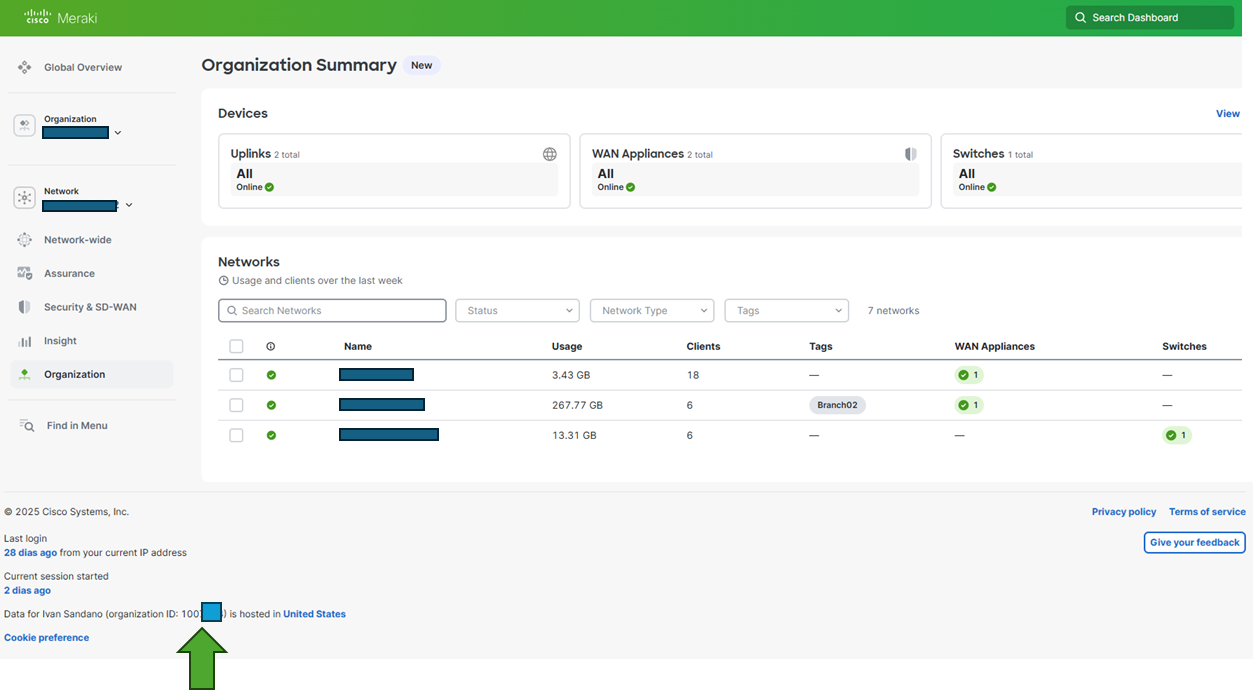 CISCO Meraki
Search Dashboard
Global Overview
Organization
Network
Network-wide
Assurance
Security & SD-WAN
Insight
Organization
Find in Menu
Organization Summary New
Devices
View
Uplinks 2 total
All
Online
WAN Appliances 2 total
All
Online
Switches 1 total
All
Online
Networks
Usage and clients over the last week
Search Networks Status Network Type Tags 7 networks
Name Usage Clients Tags WAN Appliances Switches
3.43 GB 18 — 1 —
267.77 GB 6 Branch02 1 —
13.31 GB 6 — — 1
© 2025 Cisco Systems, Inc.
Privacy policy Terms of service
Last login
28 dias ago from your current IP address
Give your feedback
Current session started
2 dias ago
Data for Ivan Sandano (organization ID: 100 ) is hosted in United States
Cookie preference